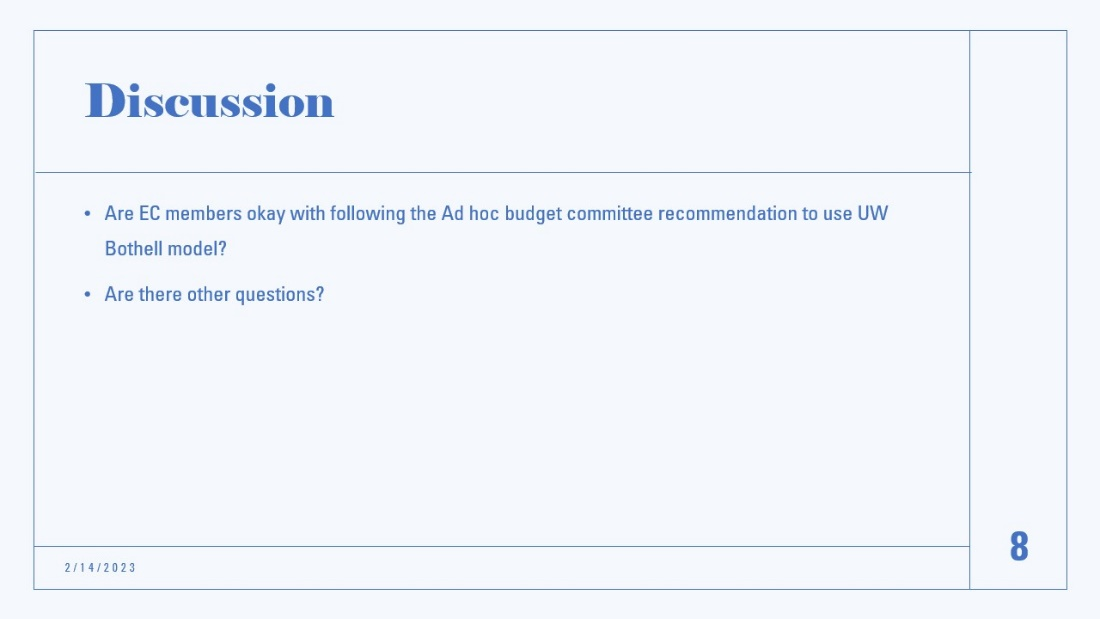 Discussion
• Are EC members okay with following the Ad hoc budget committee recommendation to use UW
Bothell model?
• Are there other questions?
2/14/2023
8